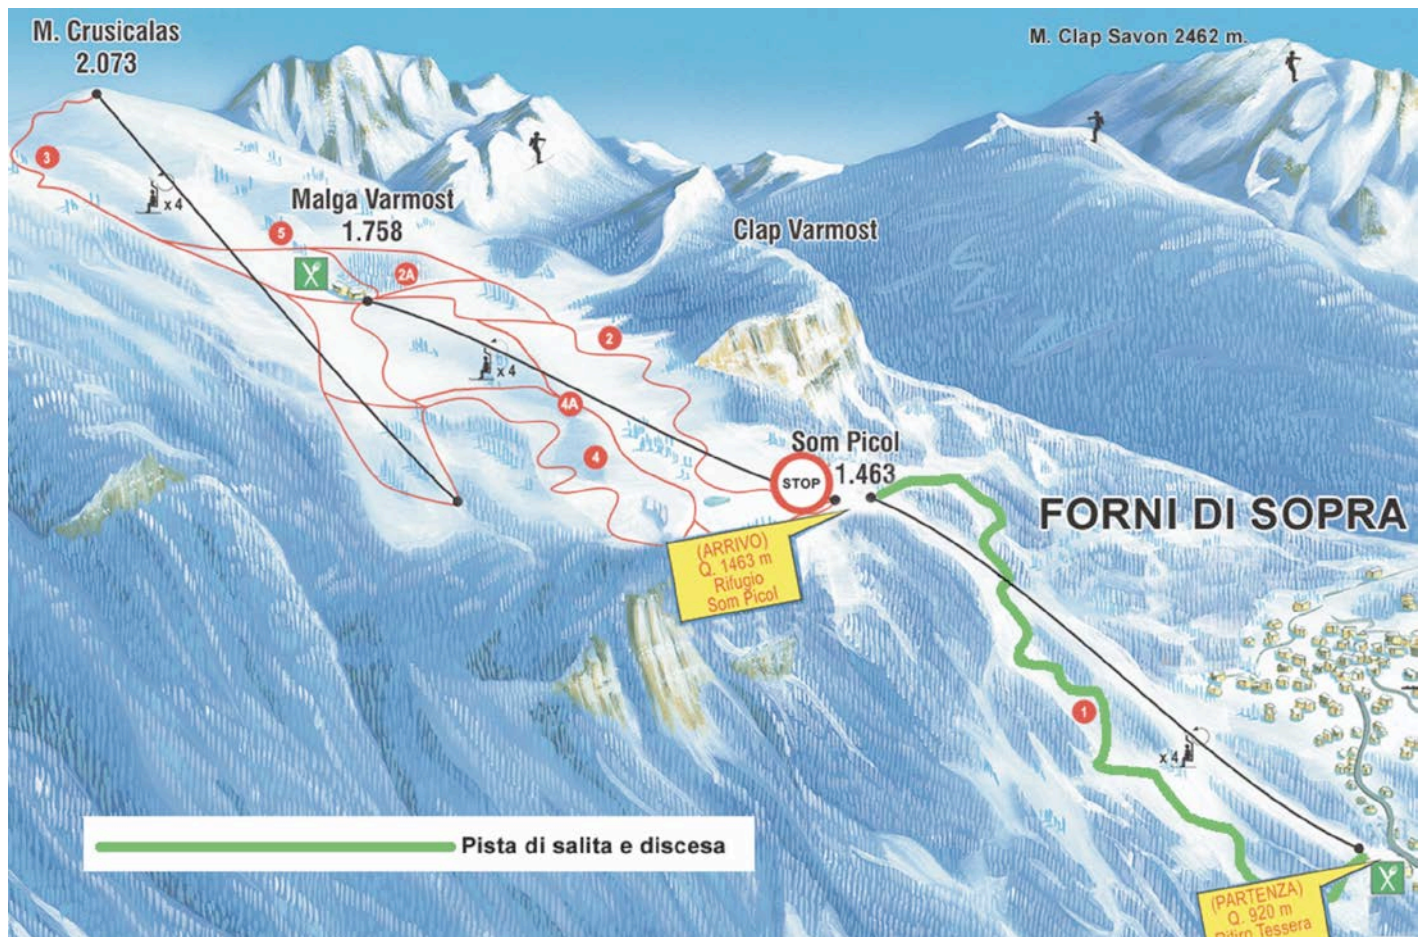 M. Crusicalas
2.073
M. Clap Savon 2462 m.
3
x 4
Malga Varmost
1.758
5
2A
Clap Varmost
2
x 4
4A
4
Som Picol
1.463
STOP
FORNI DI SOPRA
(ARRIVO)
Q. 1463 m
Rifugio
Som Picol
1
x 4
Pista di salita e discesa
(PARTENZA)
Q. 920 m
Ritiro Tessera